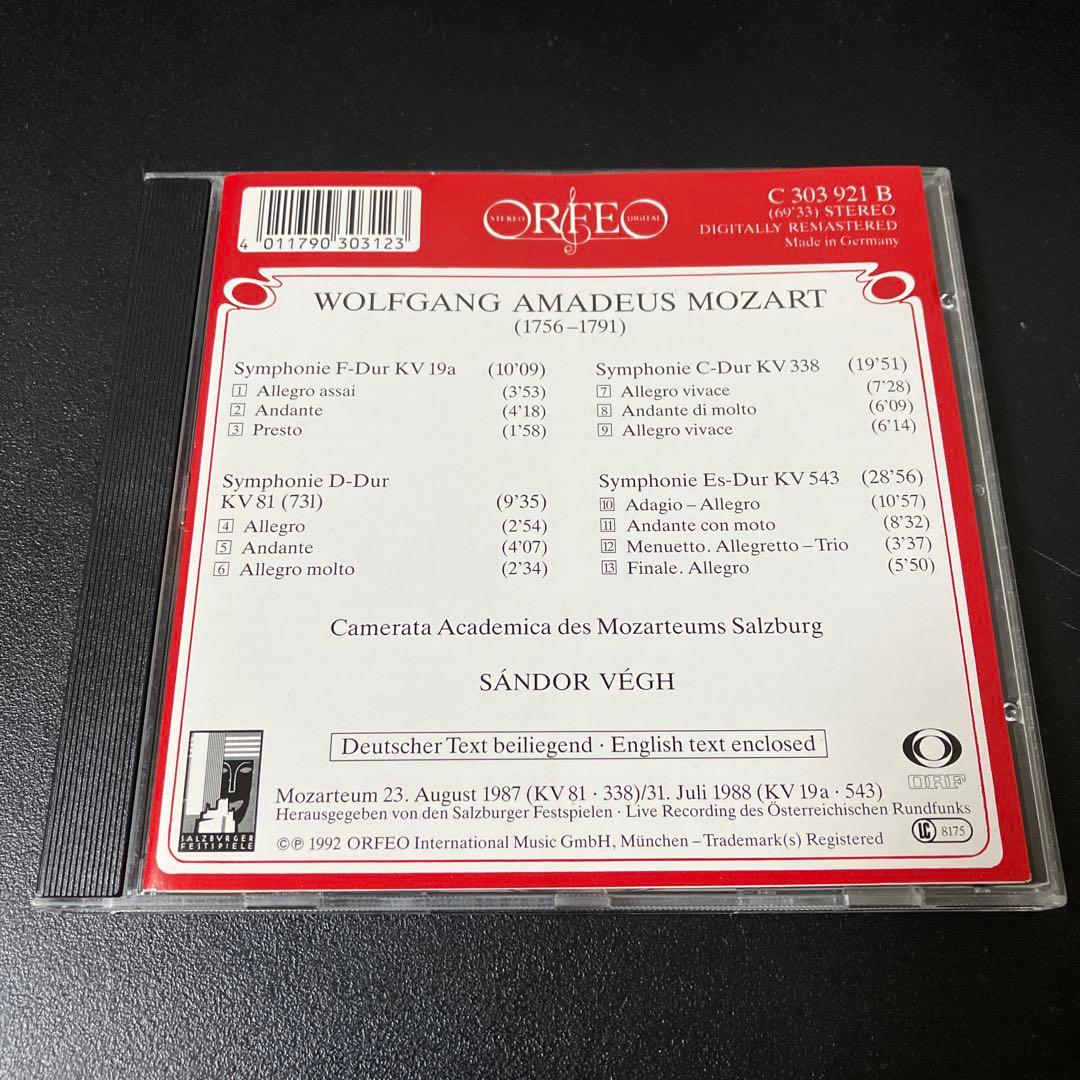 4 011790 303123
STEREO ORFEO DIGITAL
C 303 921 B
(69'33) STEREO
DIGITALLY REMASTERED
Made in Germany
WOLFGANG AMADEUS MOZART
(1756–1791)
Symphonie F-Dur KV 19a (10'09)
1 Allegro assai (3'53)
2 Andante (4'18)
3 Presto (1'58)
Symphonie D-Dur
KV 81 (73l) (9'35)
4 Allegro (2'54)
5 Andante (4'07)
6 Allegro molto (2'34)
Symphonie C-Dur KV 338 (19'51)
7 Allegro vivace (7'28)
8 Andante di molto (6'09)
9 Allegro vivace (6'14)
Symphonie Es-Dur KV 543 (28'56)
10 Adagio – Allegro (10'57)
11 Andante con moto (8'32)
12 Menuetto. Allegretto – Trio (3'37)
13 Finale. Allegro (5'50)
Camerata Academica des Mozarteums Salzburg
SÁNDOR VÉGH
Deutscher Text beiliegend · English text enclosed
SALZBURGER
FESTSPIELE
ORF
Mozarteum 23. August 1987 (KV 81 · 338)/31. Juli 1988 (KV 19a · 543)
Herausgegeben von den Salzburger Festspielen · Live Recording des Österreichischen Rundfunks
©℗ 1992 ORFEO International Music GmbH, München – Trademark(s) Registered
LC 8175